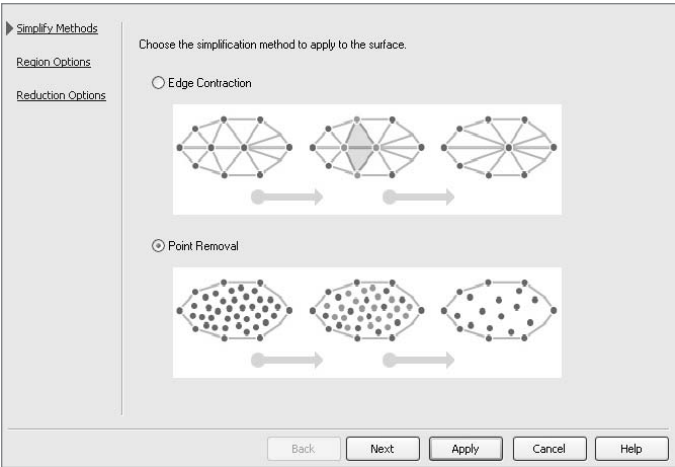 Simplify Methods
Region Options
Reduction Options
Choose the simplification method to apply to the surface.
Edge Contraction
Point Removal
Back
Next
Apply
Cancel
Help